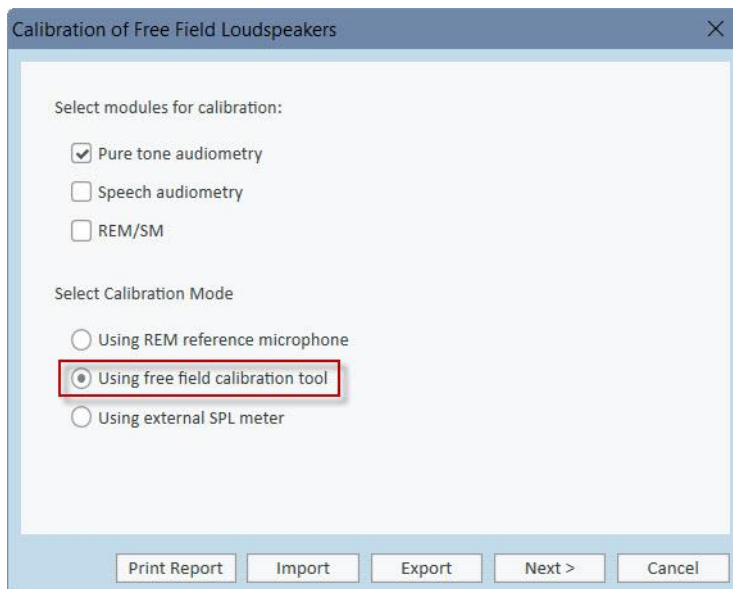 Calibration of Free Field Loudspeakers
Select modules for calibration:
Pure tone audiometry
Speech audiometry
REM/SM
Select Calibration Mode
Using REM reference microphone
Using free field calibration tool
Using external SPL meter
Print Report Import Export Next > Cancel